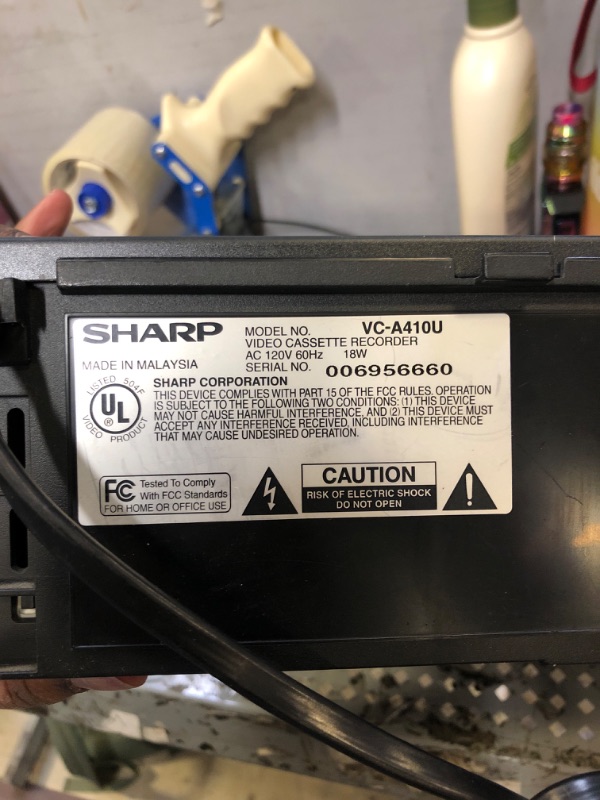 SHARP
MODEL NO. VC-A410U
VIDEO CASSETTE RECORDER
AC 120V 60Hz 18W
MADE IN MALAYSIA
SERIAL NO. 006956660
LISTED 504F
UL
®
VIDEO PRODUCT
SHARP CORPORATION
THIS DEVICE COMPLIES WITH PART 15 OF THE FCC RULES. OPERATION
IS SUBJECT TO THE FOLLOWING TWO CONDITIONS: (1) THIS DEVICE
MAY NOT CAUSE HARMFUL INTERFERENCE, AND (2) THIS DEVICE MUST
ACCEPT ANY INTERFERENCE RECEIVED, INCLUDING INTERFERENCE
THAT MAY CAUSE UNDESIRED OPERATION.
FC Tested To Comply
With FCC Standards
FOR HOME OR OFFICE USE
CAUTION
RISK OF ELECTRIC SHOCK
DO NOT OPEN
!